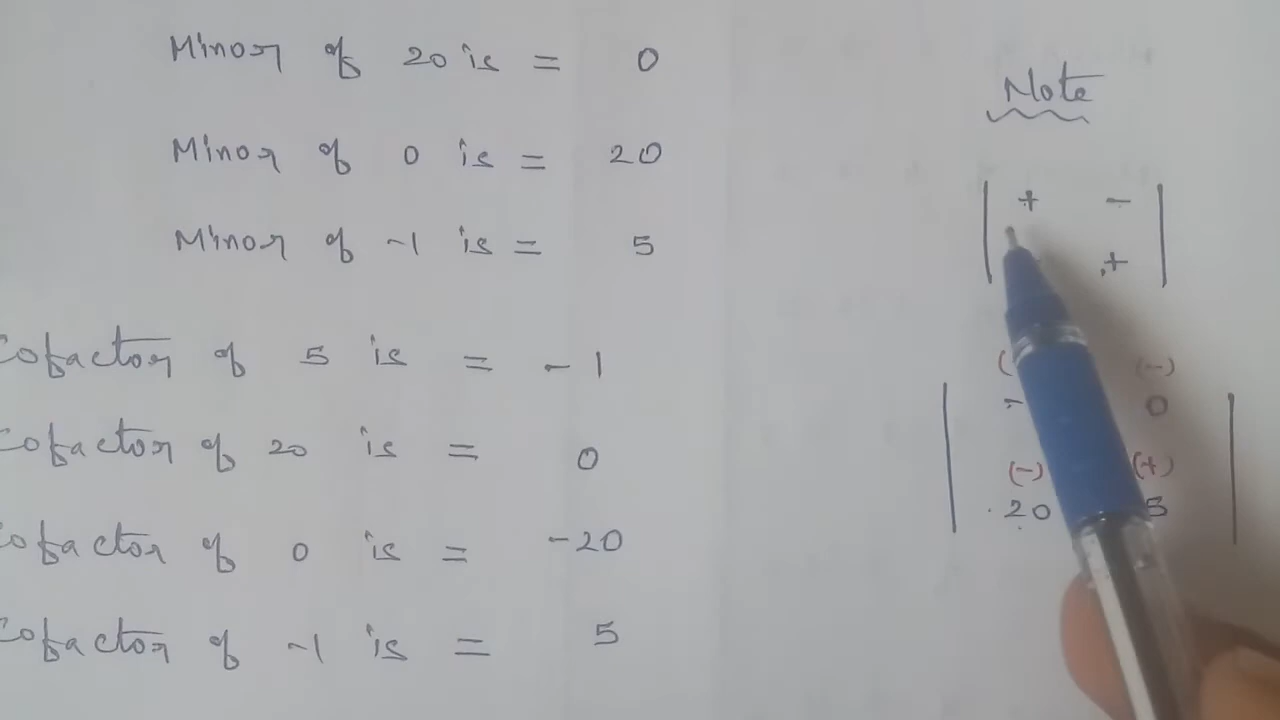 Minor of 20 is = 0
Minor of 0 is = 20
Minor of -1 is = 5
Cofactor of 5 is = -1
Cofactor of 20 is = 0
Cofactor of 0 is = -20
Cofactor of -1 is = 5
Note
| + - |
| +|
( (-)
| - 0 |
(-) (+)
20 5